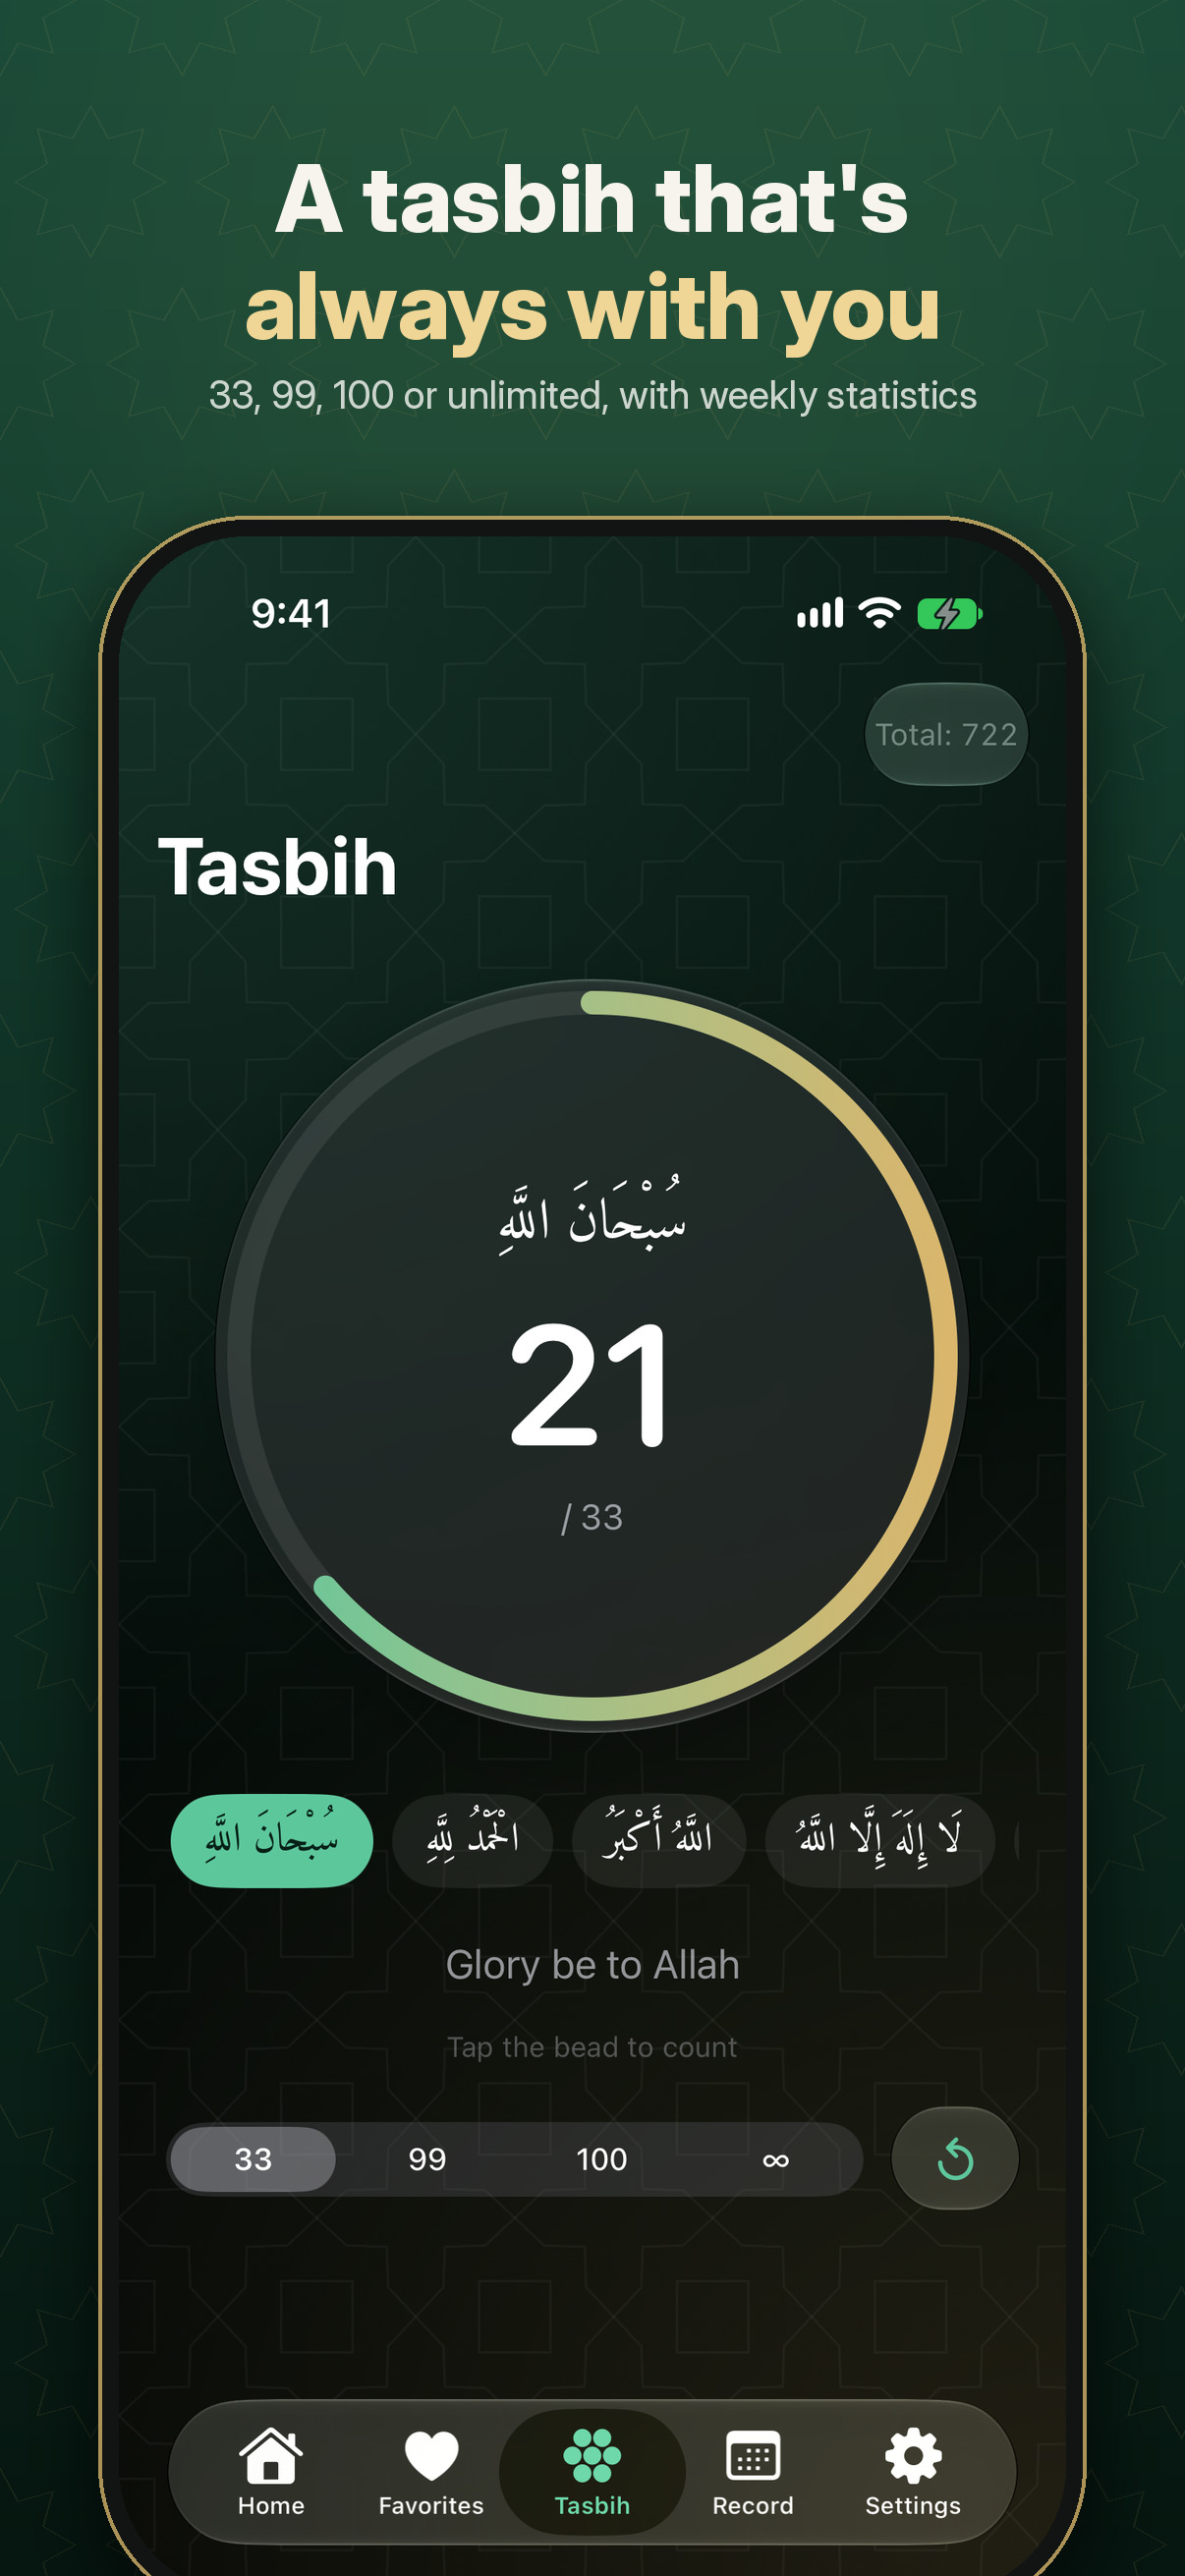 A tasbih that's
always with you
33, 99, 100 or unlimited, with weekly statistics
9:41
Total: 722
Tasbih
سُبْحَانَ اللَّهِ
21
/ 33
سُبْحَانَ اللَّهِ
الْحَمْدُ لِلَّهِ
اللَّهُ أَكْبَرُ
لَا إِلَهَ إِلَّا اللَّهُ
Glory be to Allah
Tap the bead to count
33 99 100 ∞
Home Favorites Tasbih Record Settings